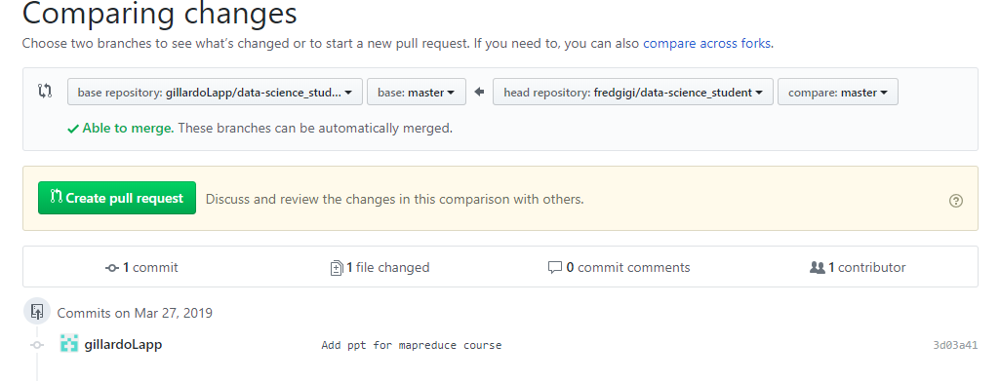 Comparing changes
Choose two branches to see what's changed or to start a new pull request. If you need to, you can also compare across forks.
base repository: gillardoLapp/data-science_stud... base: master head repository: fredgigi/data-science_student compare: master
Able to merge. These branches can be automatically merged.
Create pull request Discuss and review the changes in this comparison with others.
1 commit 1 file changed 0 commit comments 1 contributor
Commits on Mar 27, 2019
gillardoLapp Add ppt for mapreduce course 3d03a41